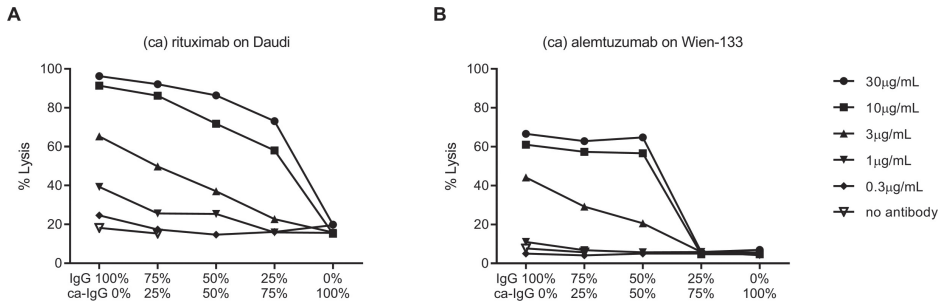 A
B
(ca) rituximab on Daudi
(ca) alemtuzumab on Wien-133
% Lysis
100
80
60
40
20
0
IgG 100% 75% 50% 25% 0%
ca-IgG 0% 25% 50% 75% 100%
% Lysis
100
80
60
40
20
0
IgG 100% 75% 50% 25% 0%
ca-IgG 0% 25% 50% 75% 100%
30µg/mL
10µg/mL
3µg/mL
1µg/mL
0.3µg/mL
no antibody